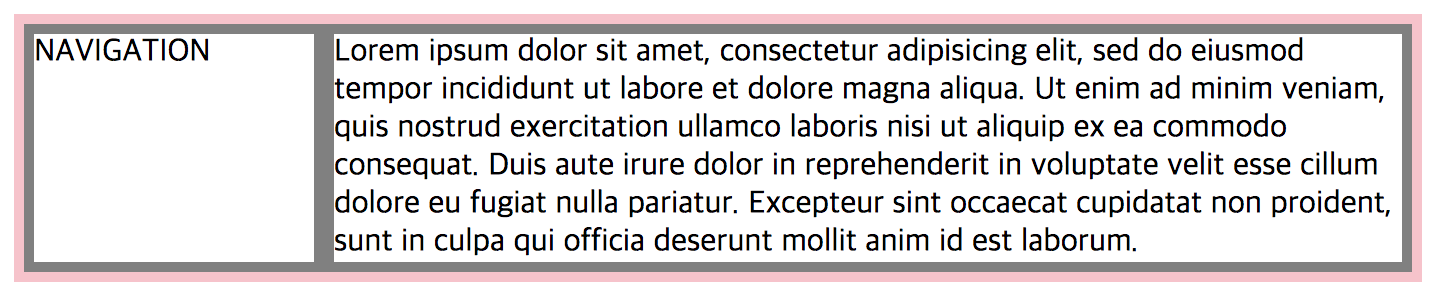 NAVIGATION
Lorem ipsum dolor sit amet, consectetur adipisicing elit, sed do eiusmod
tempor incididunt ut labore et dolore magna aliqua. Ut enim ad minim veniam,
quis nostrud exercitation ullamco laboris nisi ut aliquip ex ea commodo
consequat. Duis aute irure dolor in reprehenderit in voluptate velit esse cillum
dolore eu fugiat nulla pariatur. Excepteur sint occaecat cupidatat non proident,
sunt in culpa qui officia deserunt mollit anim id est laborum.